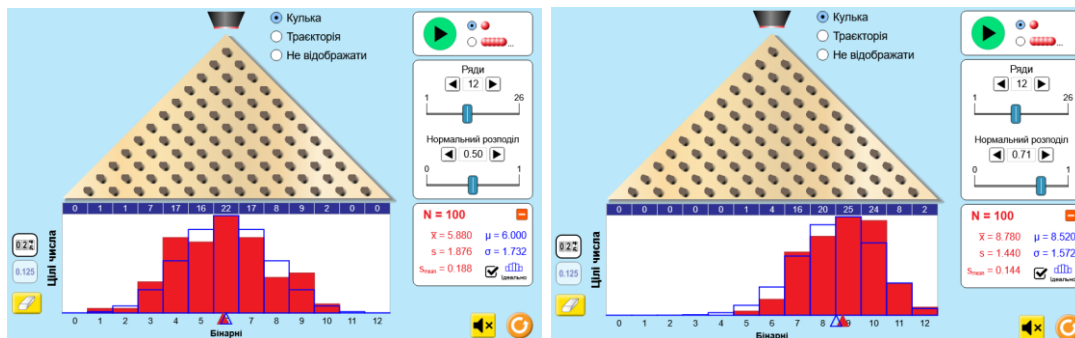 Кулька
Траєкторія
Не відображати
...
Ряди
12
1 26
Нормальний розподіл
0.50
0 1
0 1 1 7 17 16 22 17 8 9 2 0 0
N = 100
x̅ = 5.880 μ = 6.000
s = 1.876 σ = 1.732
smean = 0.188 Ідеально
0.125
Цілі числа
0 1 2 3 4 5 7 8 9 10 11 12
Бінарні
Кулька
Траєкторія
Не відображати
...
Ряди
12
1 26
Нормальний розподіл
0.71
0 1
0 0 0 0 0 1 4 16 20 25 24 8 2
N = 100
x̅ = 8.780 μ = 8.520
s = 1.440 σ = 1.572
smean = 0.144 Ідеально
0.125
Цілі числа
0 1 2 3 4 5 6 7 8 9 10 11 12
Бінарні